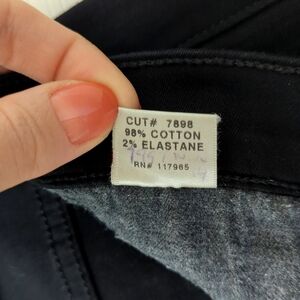 CUT# 7898
98% COTTON
2% ELASTANE
RN# 117985